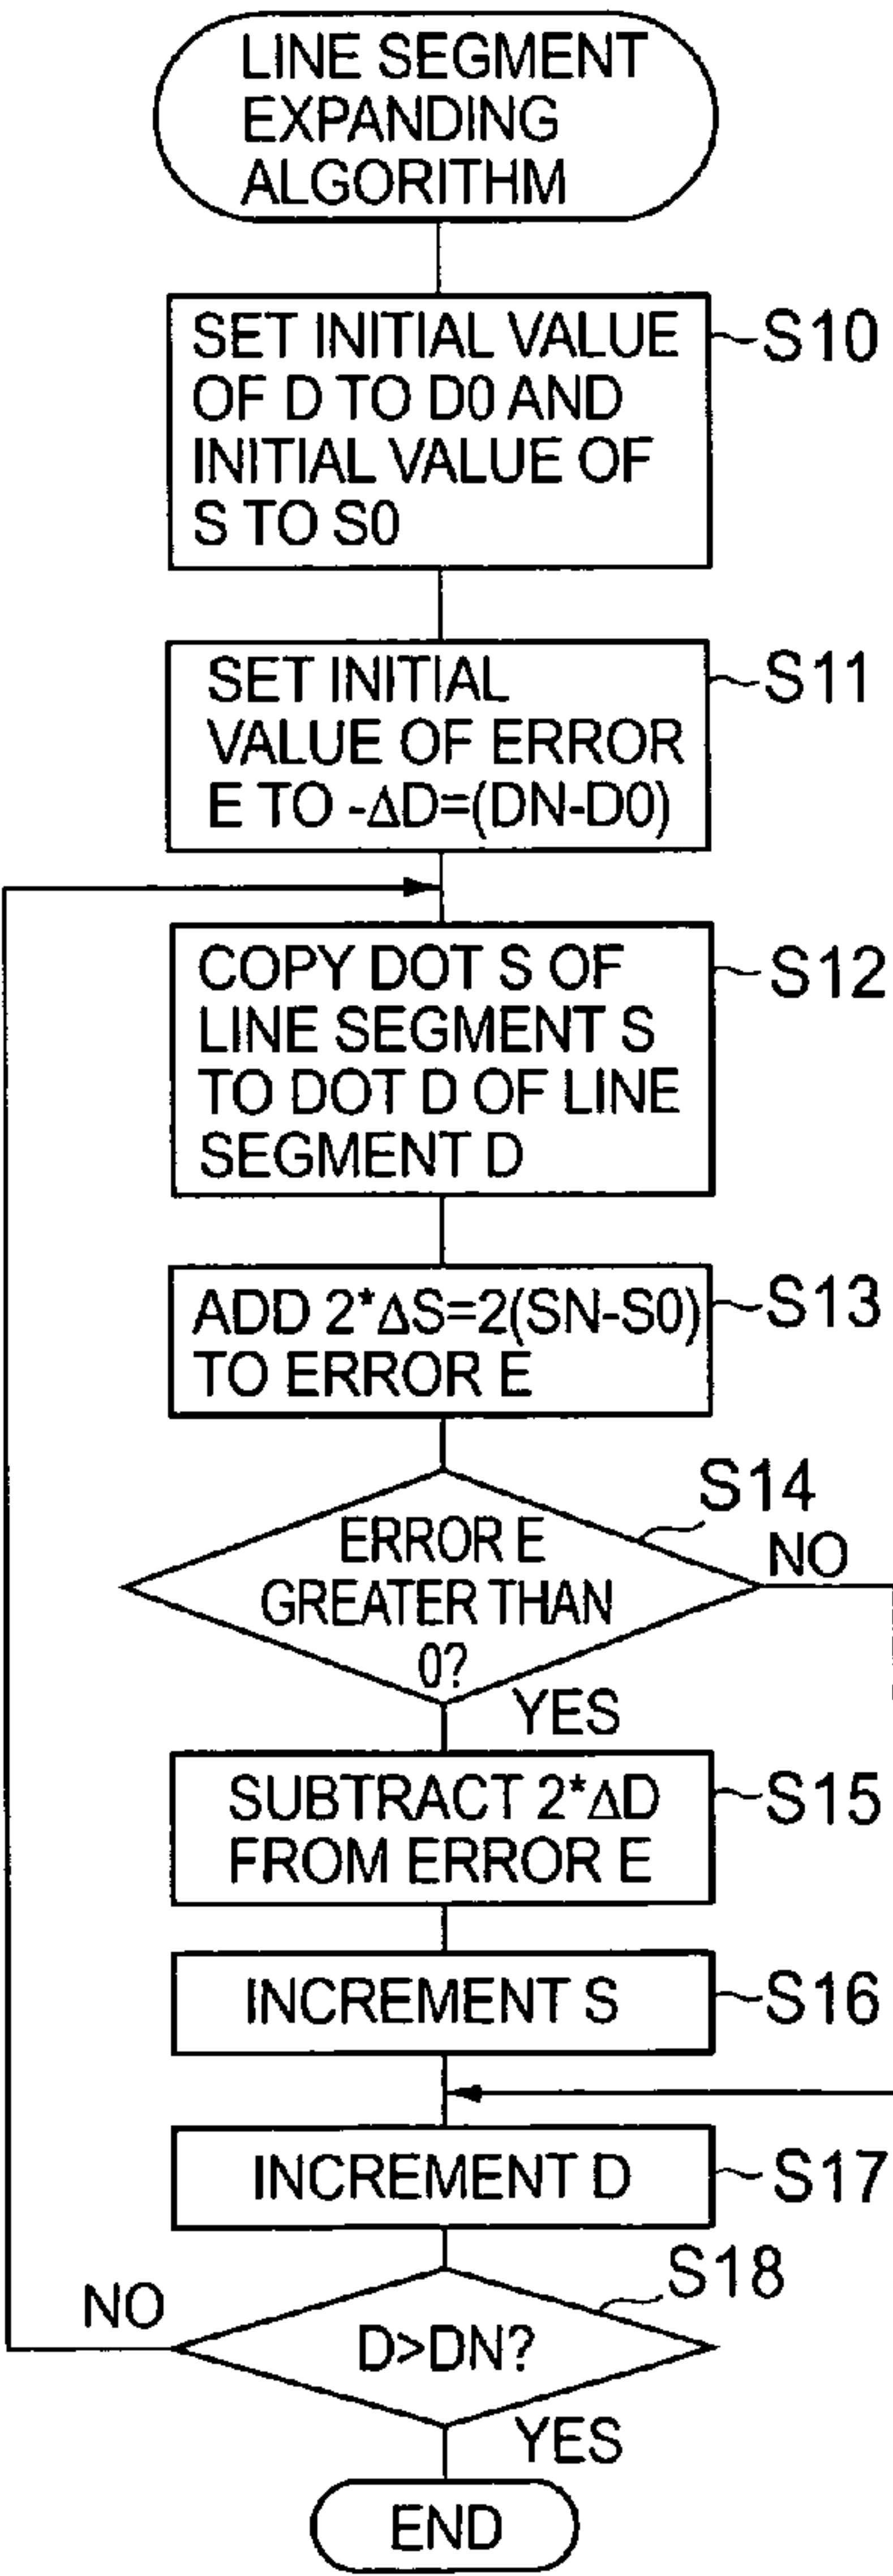 LINE SEGMENT
EXPANDING
ALGORITHM
SET INITIAL VALUE
OF D TO D0 AND
INITIAL VALUE OF
S TO S0
S10
SET INITIAL
VALUE OF ERROR
E TO -ΔD=(DN-D0)
S11
COPY DOT S OF
LINE SEGMENT S
TO DOT D OF LINE
SEGMENT D
S12
ADD 2*ΔS=2(SN-S0)
TO ERROR E
S13
S14
ERROR E
GREATER THAN
0?
NO
YES
SUBTRACT 2*ΔD
FROM ERROR E
S15
INCREMENT S
S16
INCREMENT D
S17
S18
NO
D>DN?
YES
END